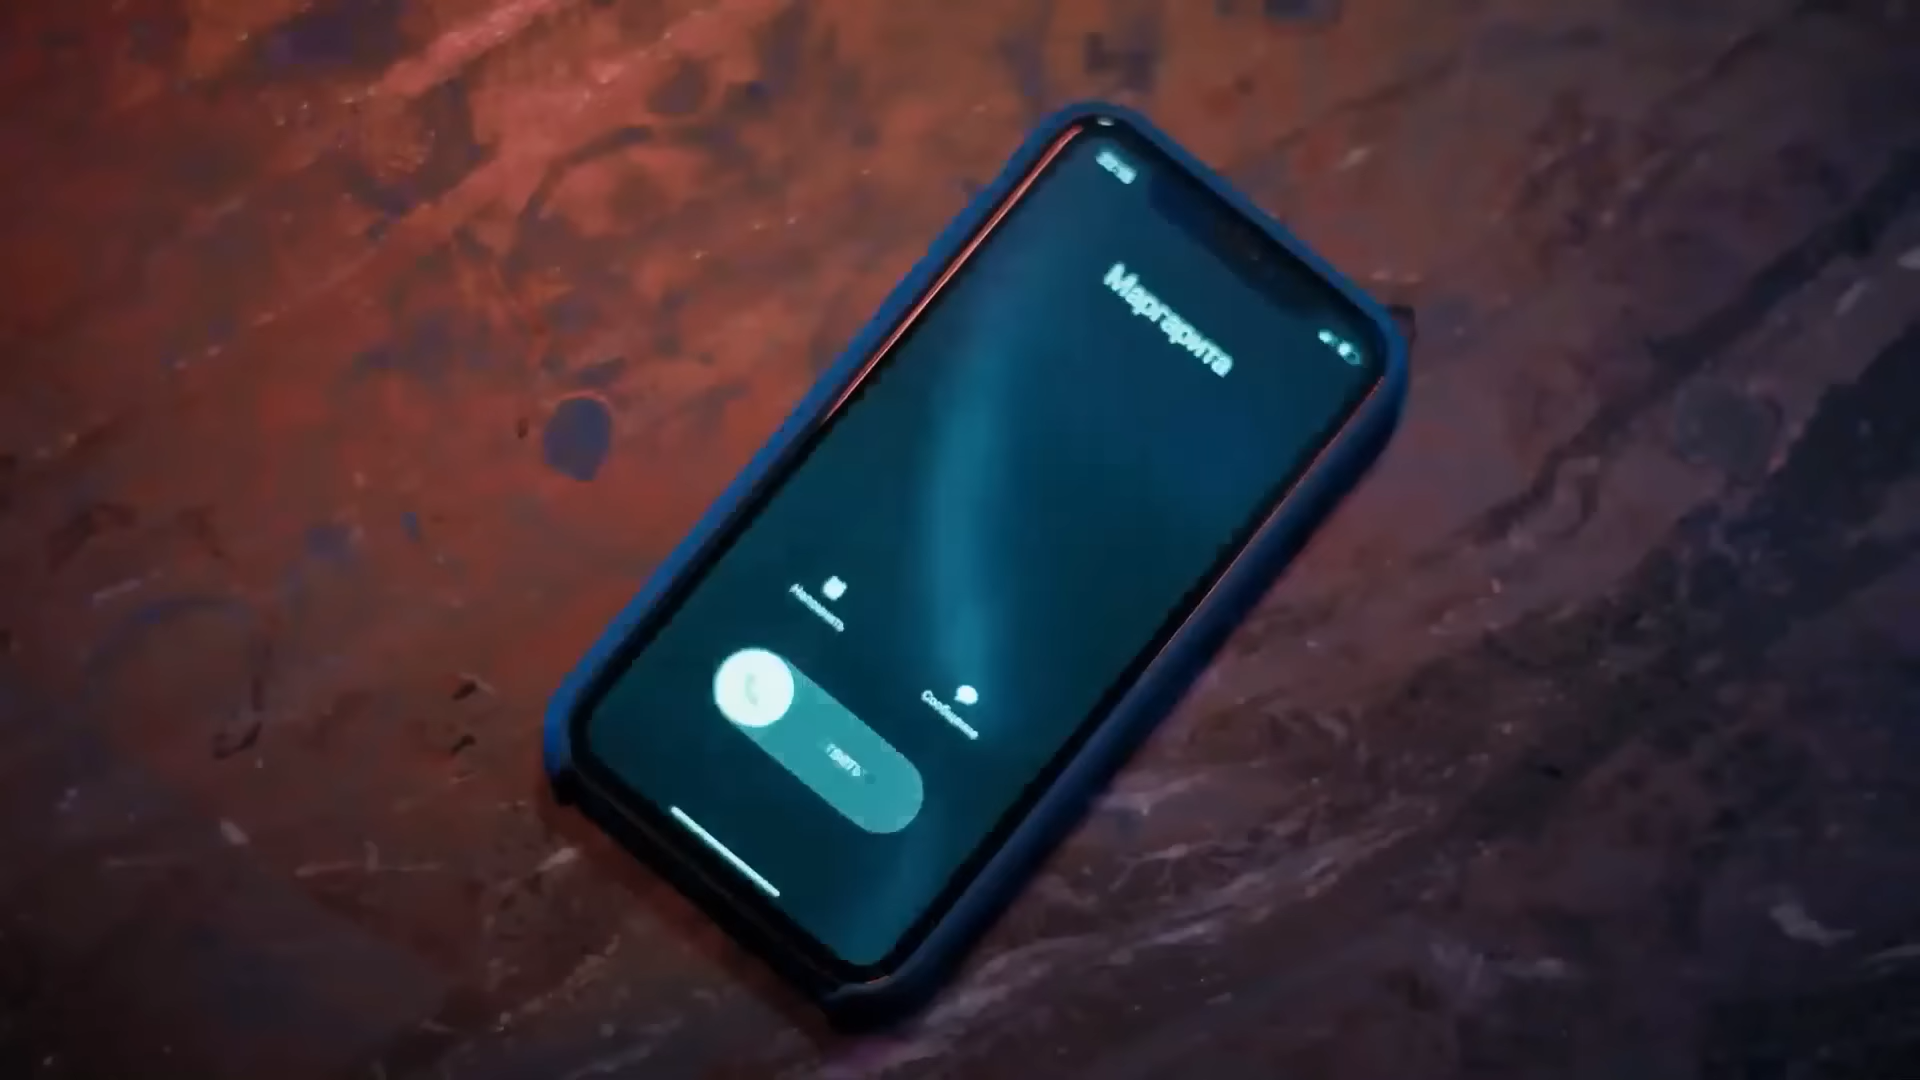 Маргарита
Напомнить
Сообщение